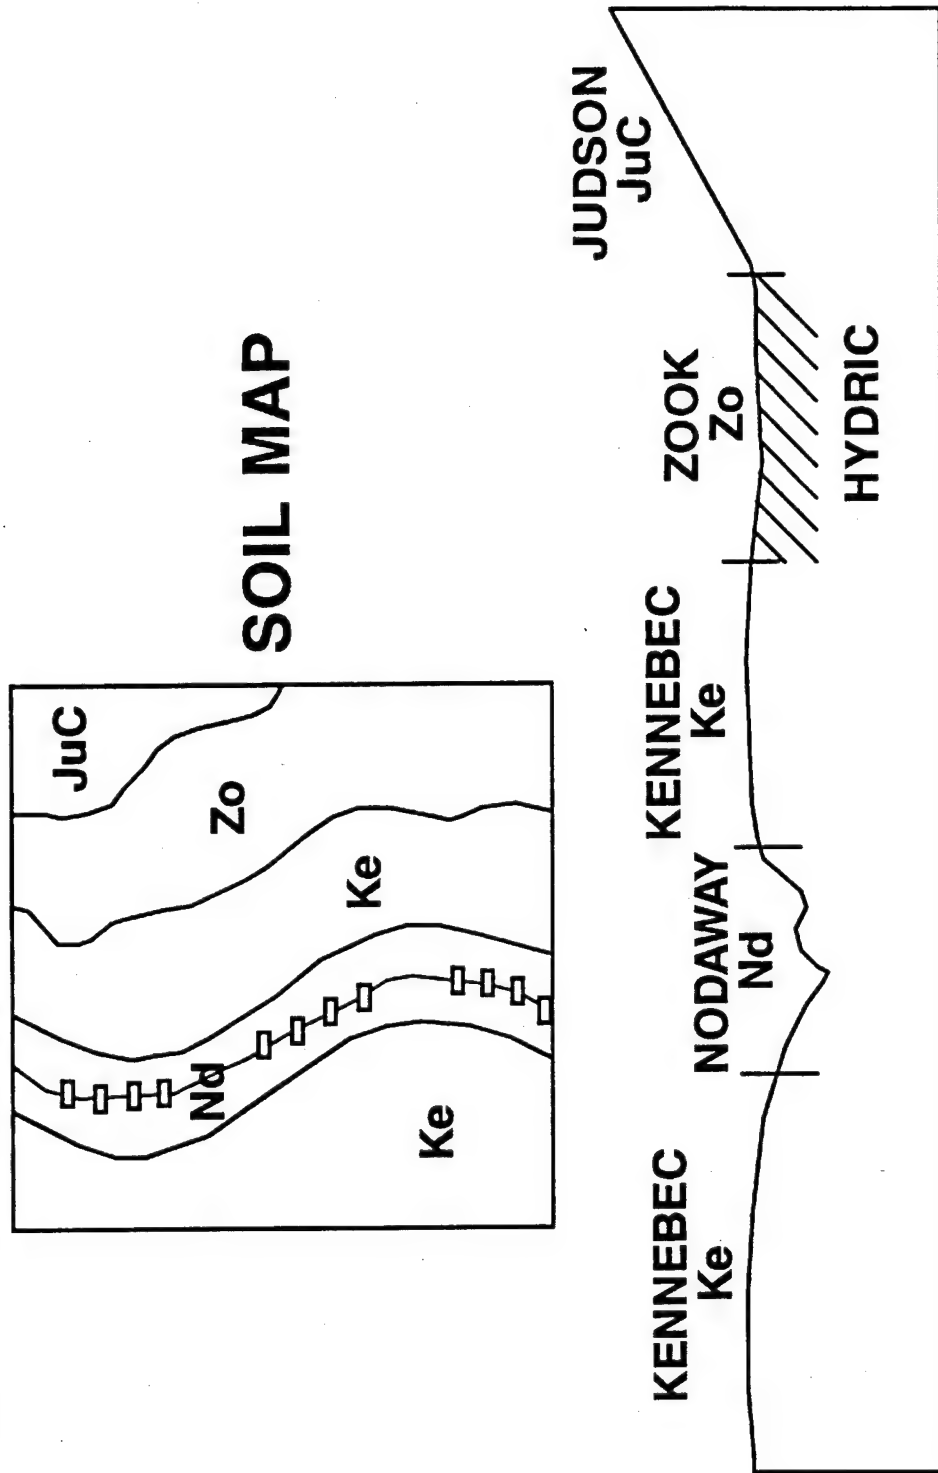 JuC
Zo
Ke
Nd
Ke
SOIL MAP
KENNEBEC
Ke
NODAWAY
Nd
KENNEBEC
Ke
ZOOK
Zo
JUDSON
JuC
HYDRIC